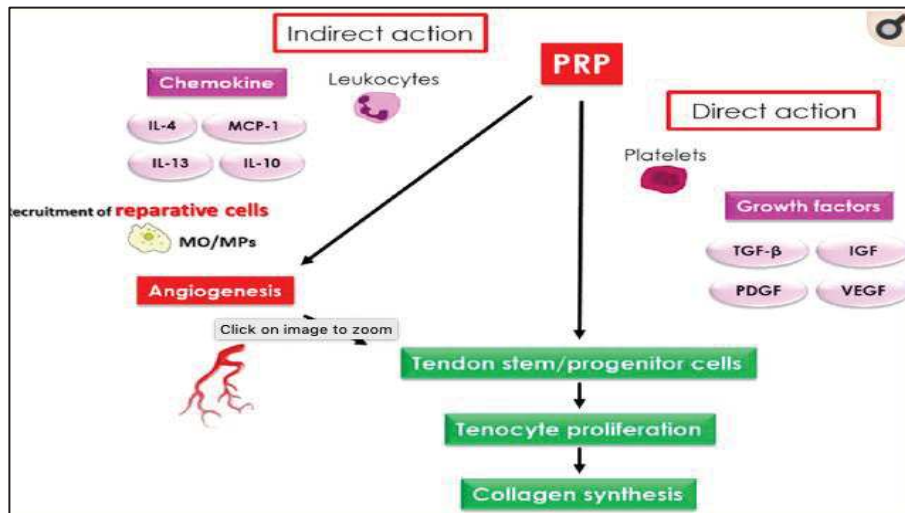 Indirect action
PRP
Chemokine
Leukocytes
IL-4
MCP-1
IL-13
IL-10
Direct action
Platelets
Growth factors
TGF-β
IGF
PDGF
VEGF
ecruitment of reparative cells
MO/MPs
Angiogenesis
Click on image to zoom
Tendon stem/progenitor cells
Tenocyte proliferation
Collagen synthesis